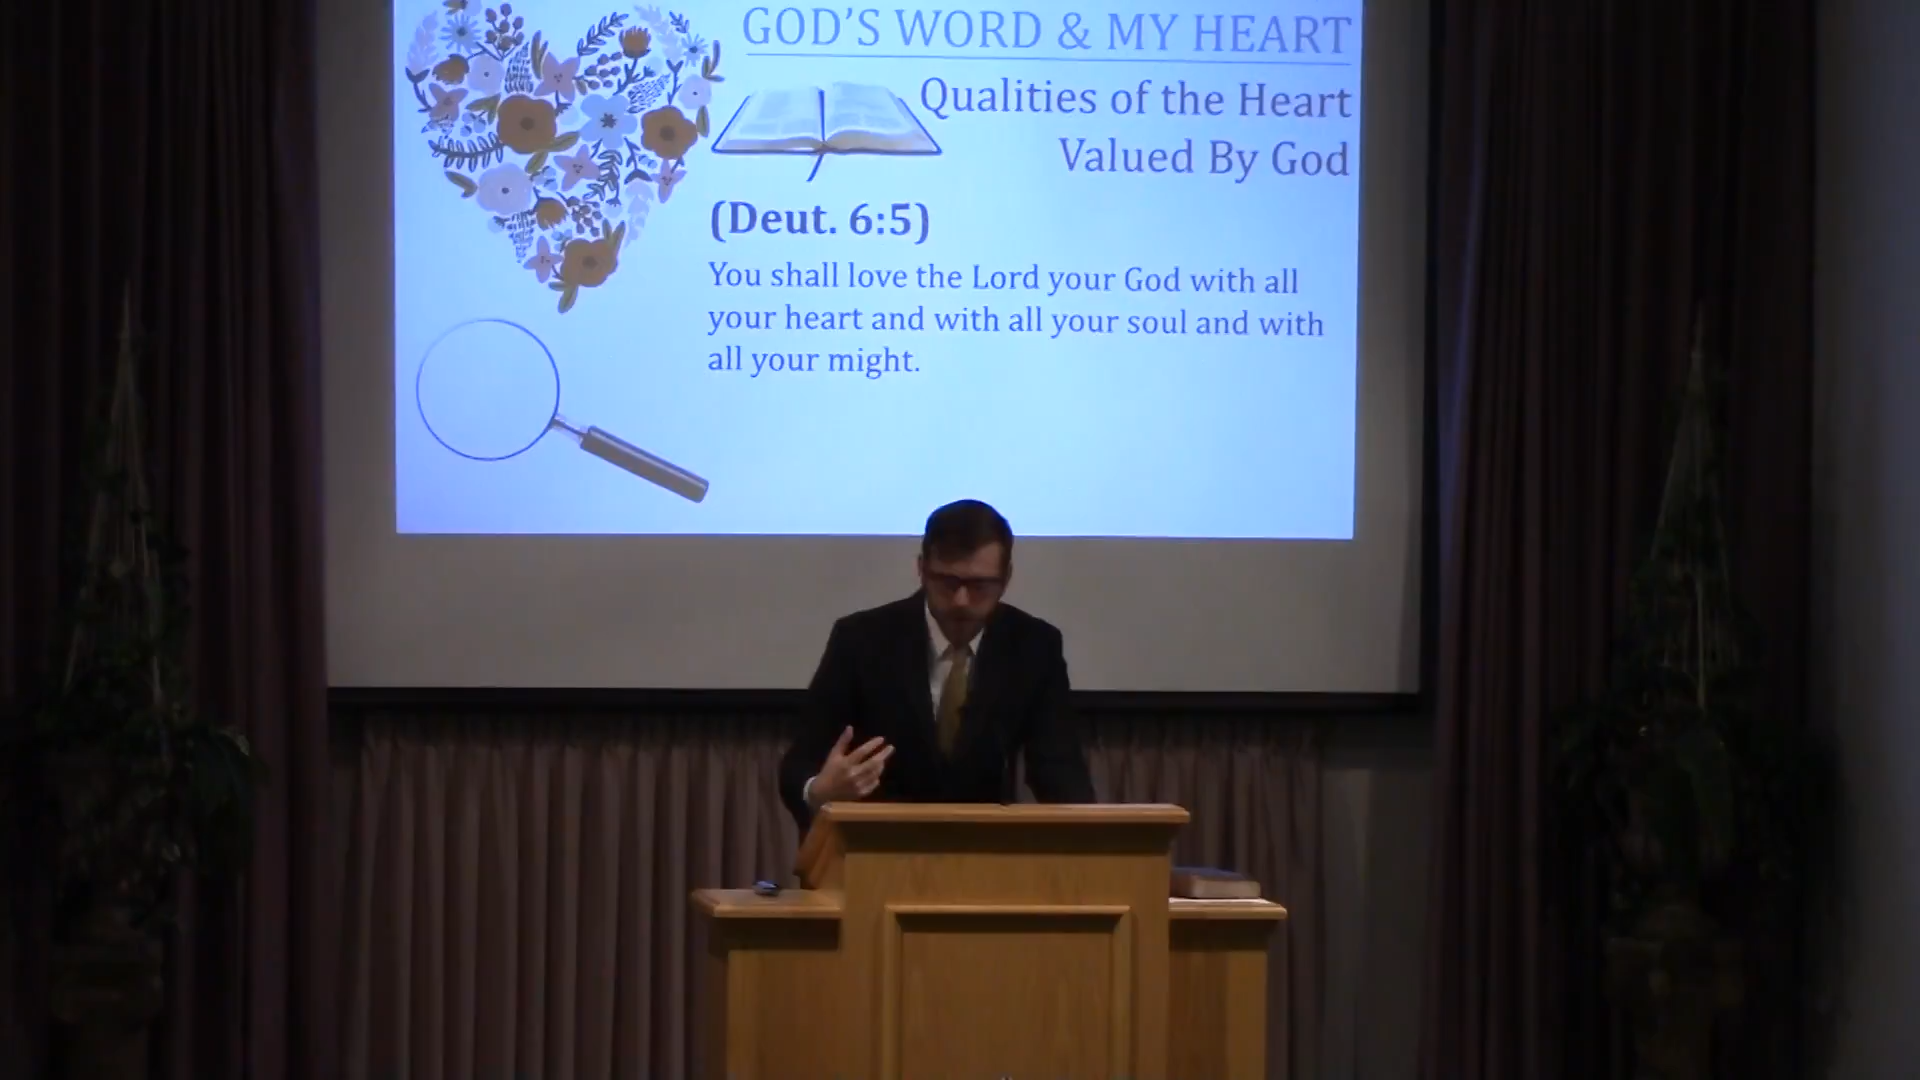 GOD'S WORD & MY HEART
Qualities of the Heart
Valued By God
(Deut. 6:5)
You shall love the Lord your God with all
your heart and with all your soul and with
all your might.